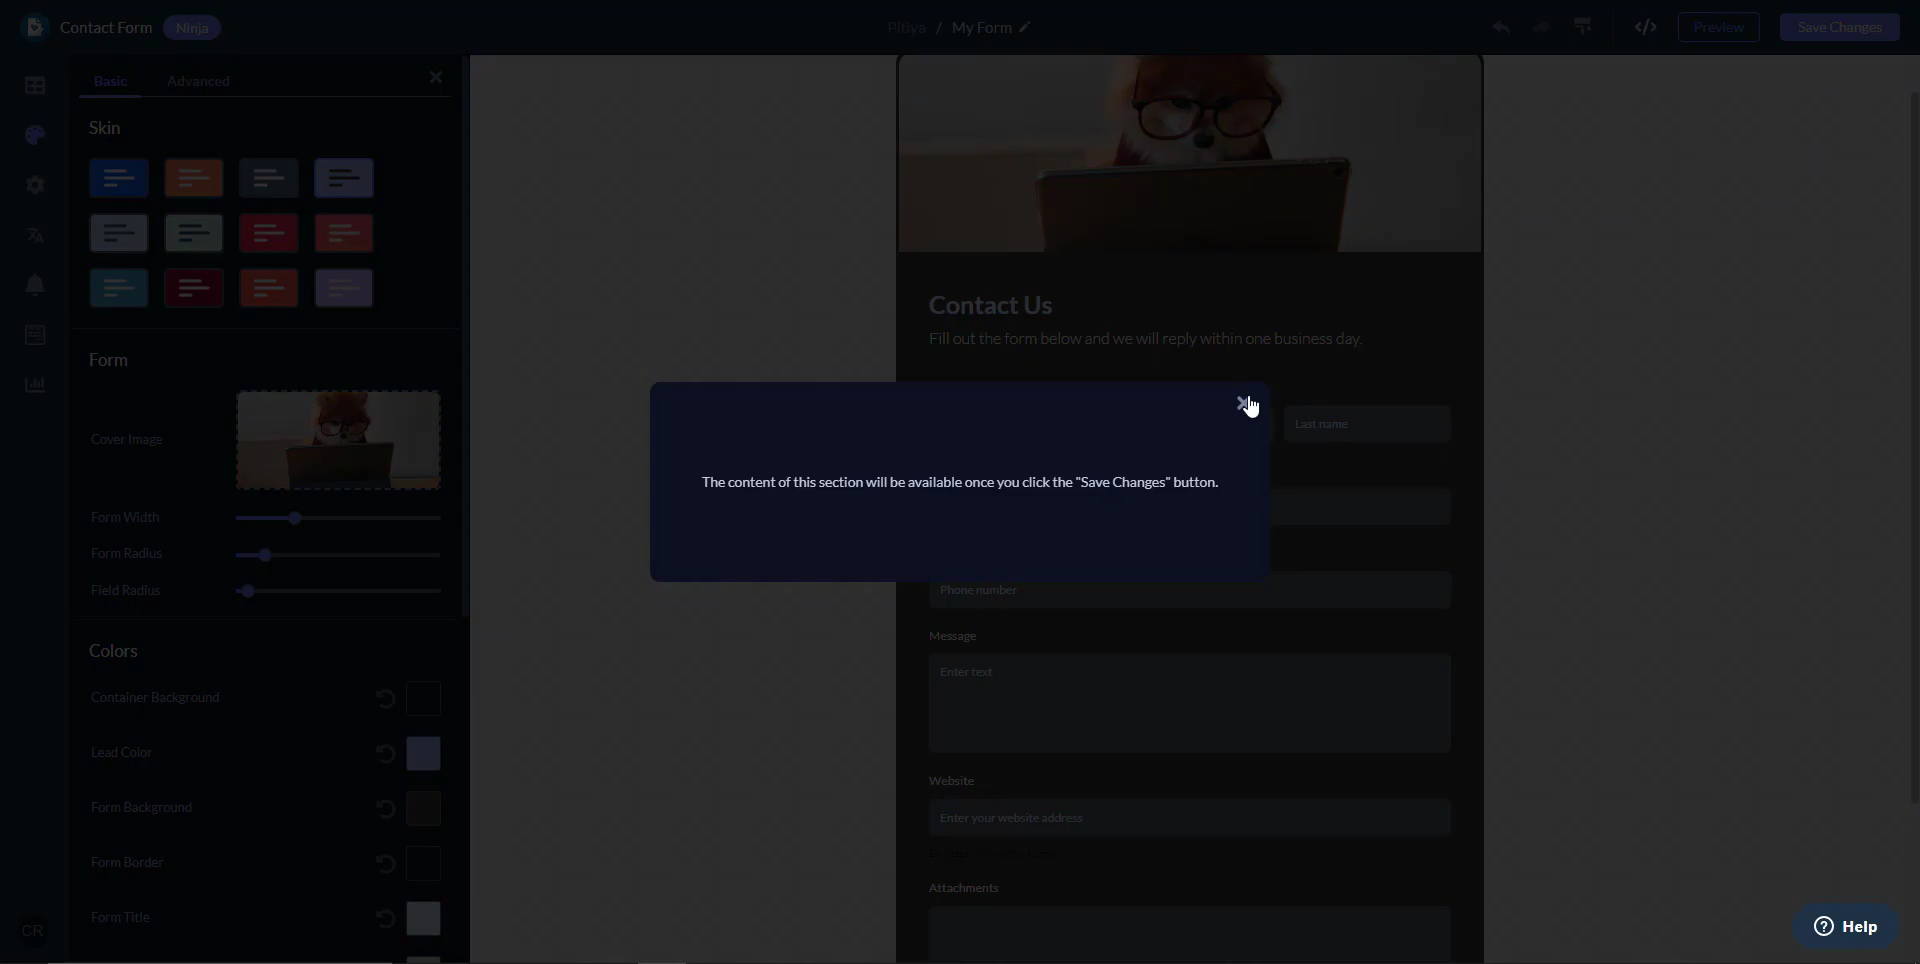 Contact Form
Ninja
Pitiya / My Form
Preview
Save Changes
Basic
Advanced
Skin
Form
Cover Image
Form Width
Form Radius
Field Radius
Colors
Container Background
Lead Color
Form Background
Form Border
Form Title
CR
Contact Us
Fill out the form below and we will reply within one business day.
Last name
The content of this section will be available once you click the "Save Changes" button.
Phone number
Message
Enter text
Website
Enter your website address
Attachments
Help